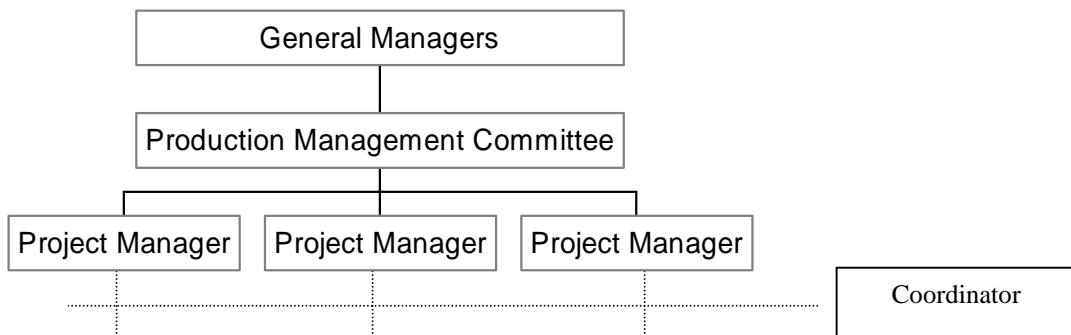 General Managers
Production Management Committee
Project Manager
Project Manager
Project Manager
Coordinator